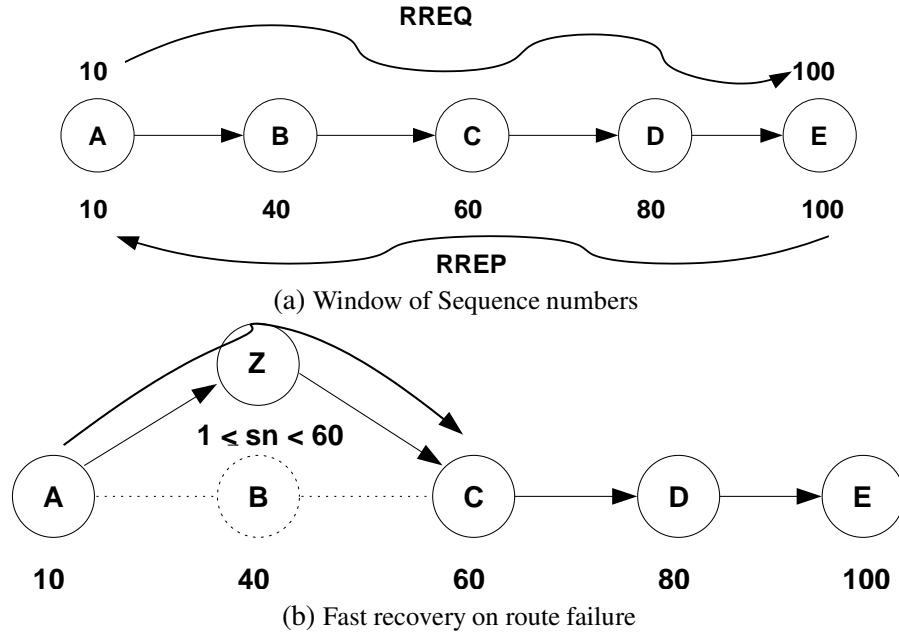 RREQ
10 100
A B C D E
10 40 60 80 100
RREP
(a) Window of Sequence numbers
Z
1 ≤ sn < 60
A B C D E
10 40 60 80 100
(b) Fast recovery on route failure